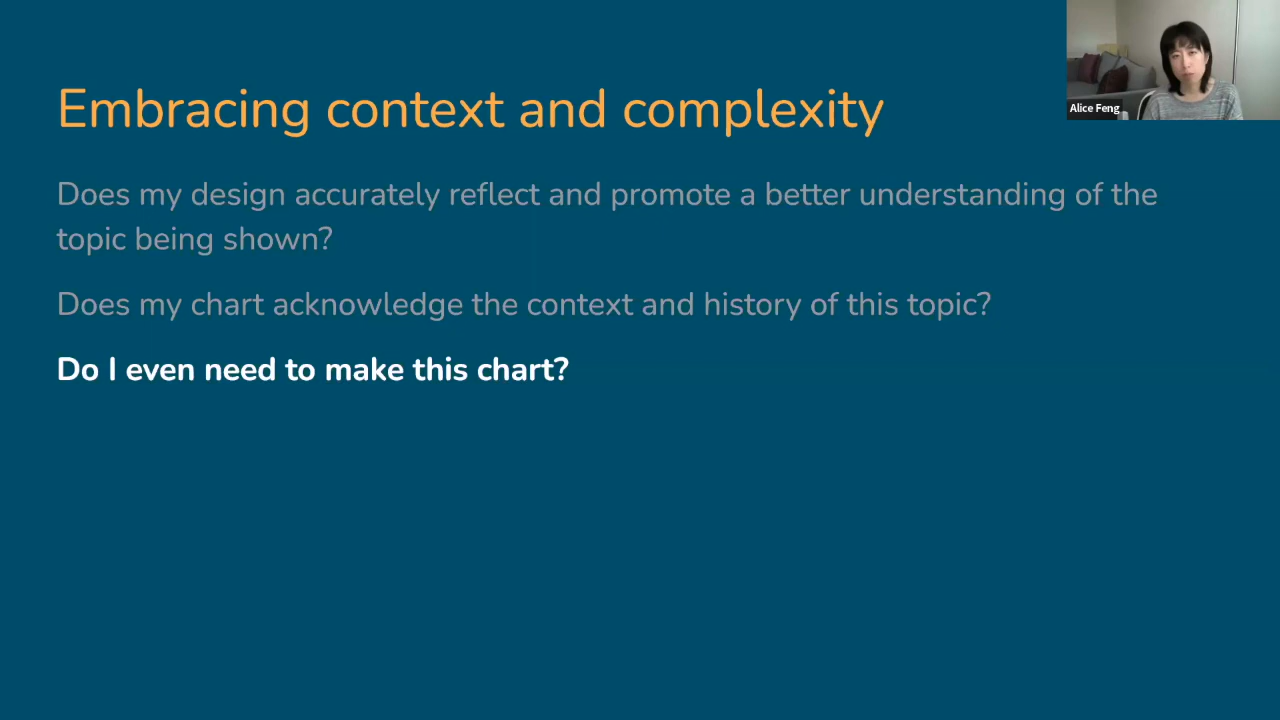 Embracing context and complexity
Alice Feng
Does my design accurately reflect and promote a better understanding of the
topic being shown?
Does my chart acknowledge the context and history of this topic?
Do I even need to make this chart?